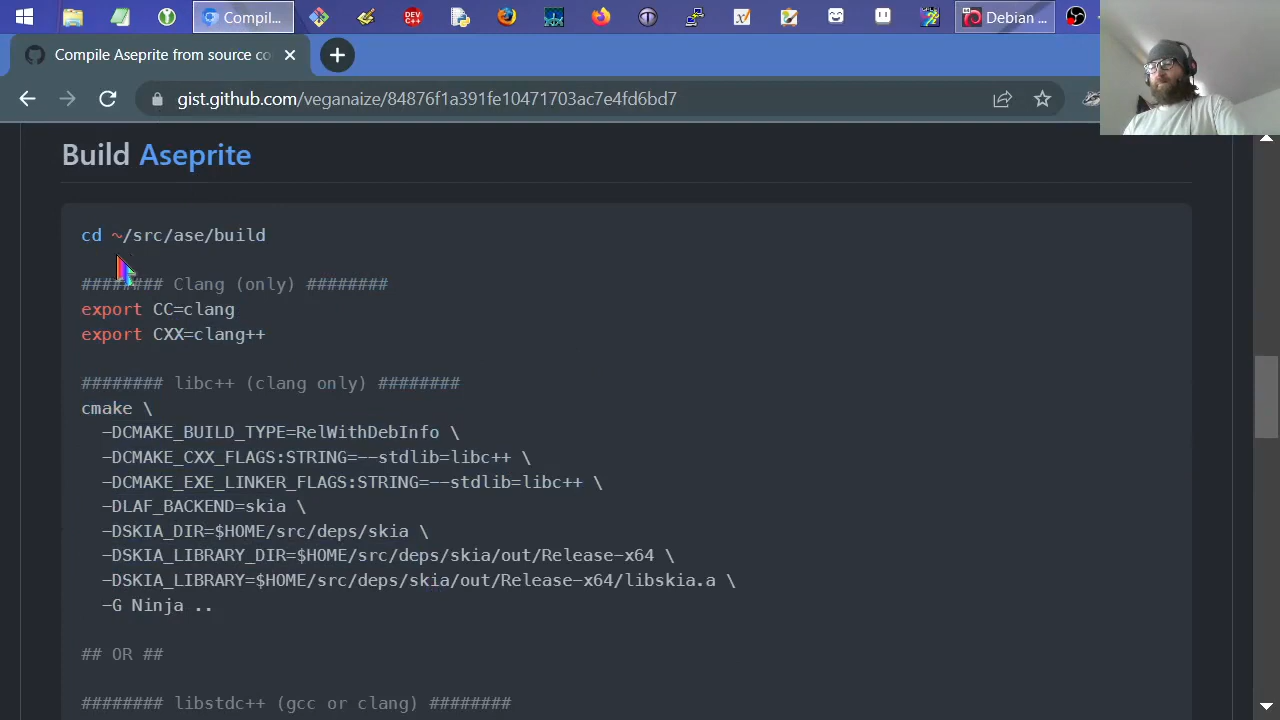 Compil...
DEV C++
Debian ...
Compile Aseprite from source co
gist.github.com/veganaize/84876f1a391fe10471703ac7e4fd6bd7
Build Aseprite
cd ~/src/ase/build
######## Clang (only) ########
export CC=clang
export CXX=clang++
######## libc++ (clang only) ########
cmake \
-DCMAKE_BUILD_TYPE=RelWithDebInfo \
-DCMAKE_CXX_FLAGS:STRING=--stdlib=libc++ \
-DCMAKE_EXE_LINKER_FLAGS:STRING=--stdlib=libc++ \
-DLAF_BACKEND=skia \
-DSKIA_DIR=$HOME/src/deps/skia \
-DSKIA_LIBRARY_DIR=$HOME/src/deps/skia/out/Release-x64 \
-DSKIA_LIBRARY=$HOME/src/deps/skia/out/Release-x64/libskia.a \
-G Ninja ..
## OR ##
######## libstdc++ (gcc or clang) ########